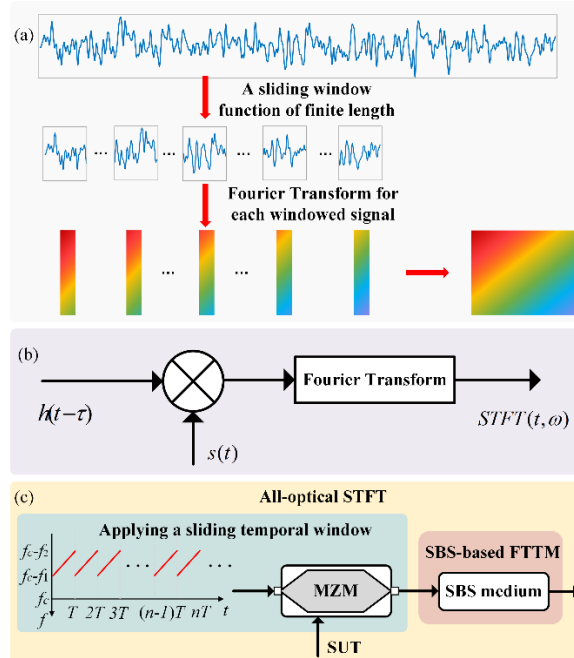 (a)
A sliding window
function of finite length
... ... ... ...
Fourier Transform for
each windowed signal
... ...
(b)
Fourier Transform
h(t−τ)
STFT(t,ω)
s(t)
(c)
All-optical STFT
Applying a sliding temporal window
SBS-based FTTM
fc-f2
fc-f1
... ...
MZM
SBS medium
fc
T 2T 3T (n-1)T nT t
f
SUT